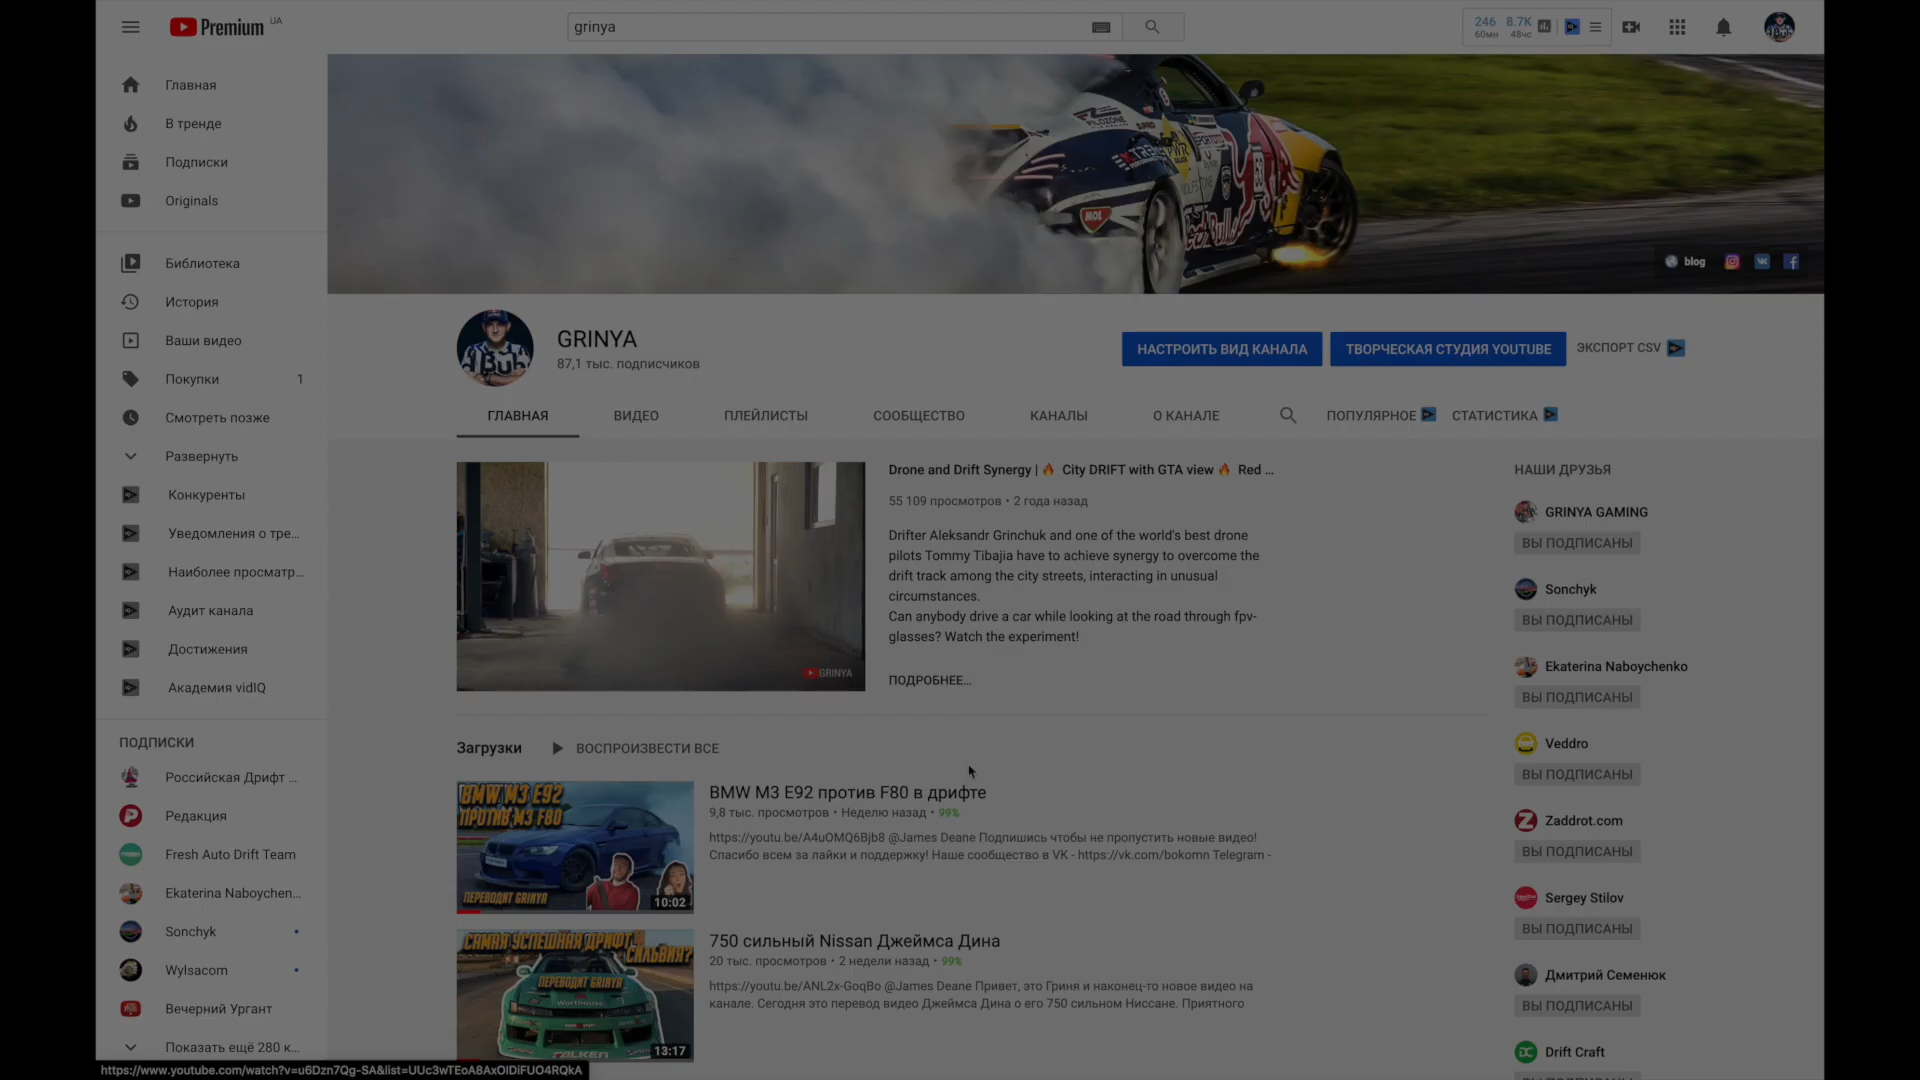 Premium UA
grinya
246 8.7K
60мн 48чс
Главная
В тренде
Подписки
Originals
Библиотека
История
Ваши видео
Покупки 1
Смотреть позже
Развернуть
Конкуренты
Уведомления о тре...
Наиболее просматр...
Аудит канала
Достижения
Академия vidIQ
ПОДПИСКИ
Российская Дрифт ...
Редакция
Fresh Auto Drift Team
Ekaterina Naboychen...
Sonchyk
Wylsacom
Вечерний Ургант
Показать ещё 280 к...
https://www.youtube.com/watch?v=u6Dzn7Qg-SA&list=UUc3wTEoA8AxOlDiFUO4RQkA
MOL
Red Bull
blog
GRINYA
87,1 тыс. подписчиков
НАСТРОИТЬ ВИД КАНАЛА
ТВОРЧЕСКАЯ СТУДИЯ YOUTUBE
ЭКСПОРТ CSV
ГЛАВНАЯ
ВИДЕО
ПЛЕЙЛИСТЫ
СООБЩЕСТВО
КАНАЛЫ
О КАНАЛЕ
ПОПУЛЯРНОЕ
СТАТИСТИКА
GRINYA
Drone and Drift Synergy | 🔥 City DRIFT with GTA view 🔥 Red ...
55 109 просмотров • 2 года назад
Drifter Aleksandr Grinchuk and one of the world's best drone
pilots Tommy Tibajia have to achieve synergy to overcome the
drift track among the city streets, interacting in unusual
circumstances.
Can anybody drive a car while looking at the road through fpv-
glasses? Watch the experiment!
ПОДРОБНЕЕ...
Загрузки
ВОСПРОИЗВЕСТИ ВСЕ
BMW M3 E92
ПРОТИВ M3 F80
ПЕРЕВОДИТ GRINYA
10:02
BMW M3 E92 против F80 в дрифте
9,8 тыс. просмотров • Неделю назад • 99%
https://youtu.be/A4uOMQ6Bjb8 @James Deane Подпишись чтобы не пропустить новые видео!
Спасибо всем за лайки и поддержку! Наше сообщество в VK - https://vk.com/bokomn Telegram -
САМАЯ УСПЕШНАЯ ДРИФТ
СИЛЬВИЯ?
ПЕРЕВОДИТ GRINYA
Worthouse
FALKEN
13:17
750 сильный Nissan Джеймса Дина
20 тыс. просмотров • 2 недели назад • 99%
https://youtu.be/ANL2x-GoqBo @James Deane Привет, это Гриня и наконец-то новое видео на
канале. Сегодня это перевод видео Джеймса Дина о его 750 сильном Ниссане. Приятного
НАШИ ДРУЗЬЯ
GRINYA GAMING
ВЫ ПОДПИСАНЫ
Sonchyk
ВЫ ПОДПИСАНЫ
Ekaterina Naboychenko
ВЫ ПОДПИСАНЫ
Veddro
ВЫ ПОДПИСАНЫ
Zaddrot.com
ВЫ ПОДПИСАНЫ
Sergey Stilov
ВЫ ПОДПИСАНЫ
Дмитрий Семенюк
ВЫ ПОДПИСАНЫ
Drift Craft